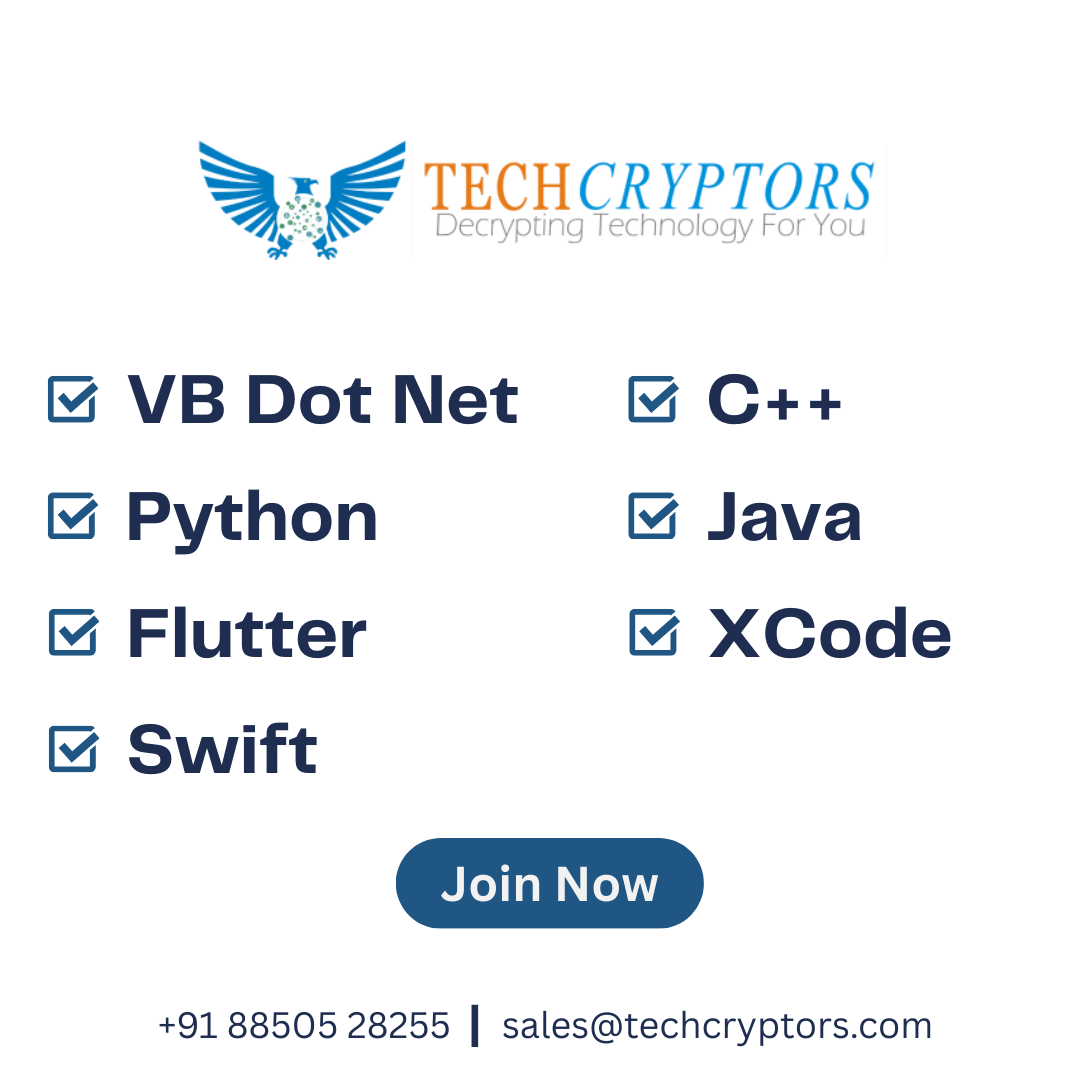 TECHCRYPTORS
Decrypting Technology For You
VB Dot Net
C++
Python
Java
Flutter
XCode
Swift
Join Now
+91 88505 28255 | sales@techcryptors.com